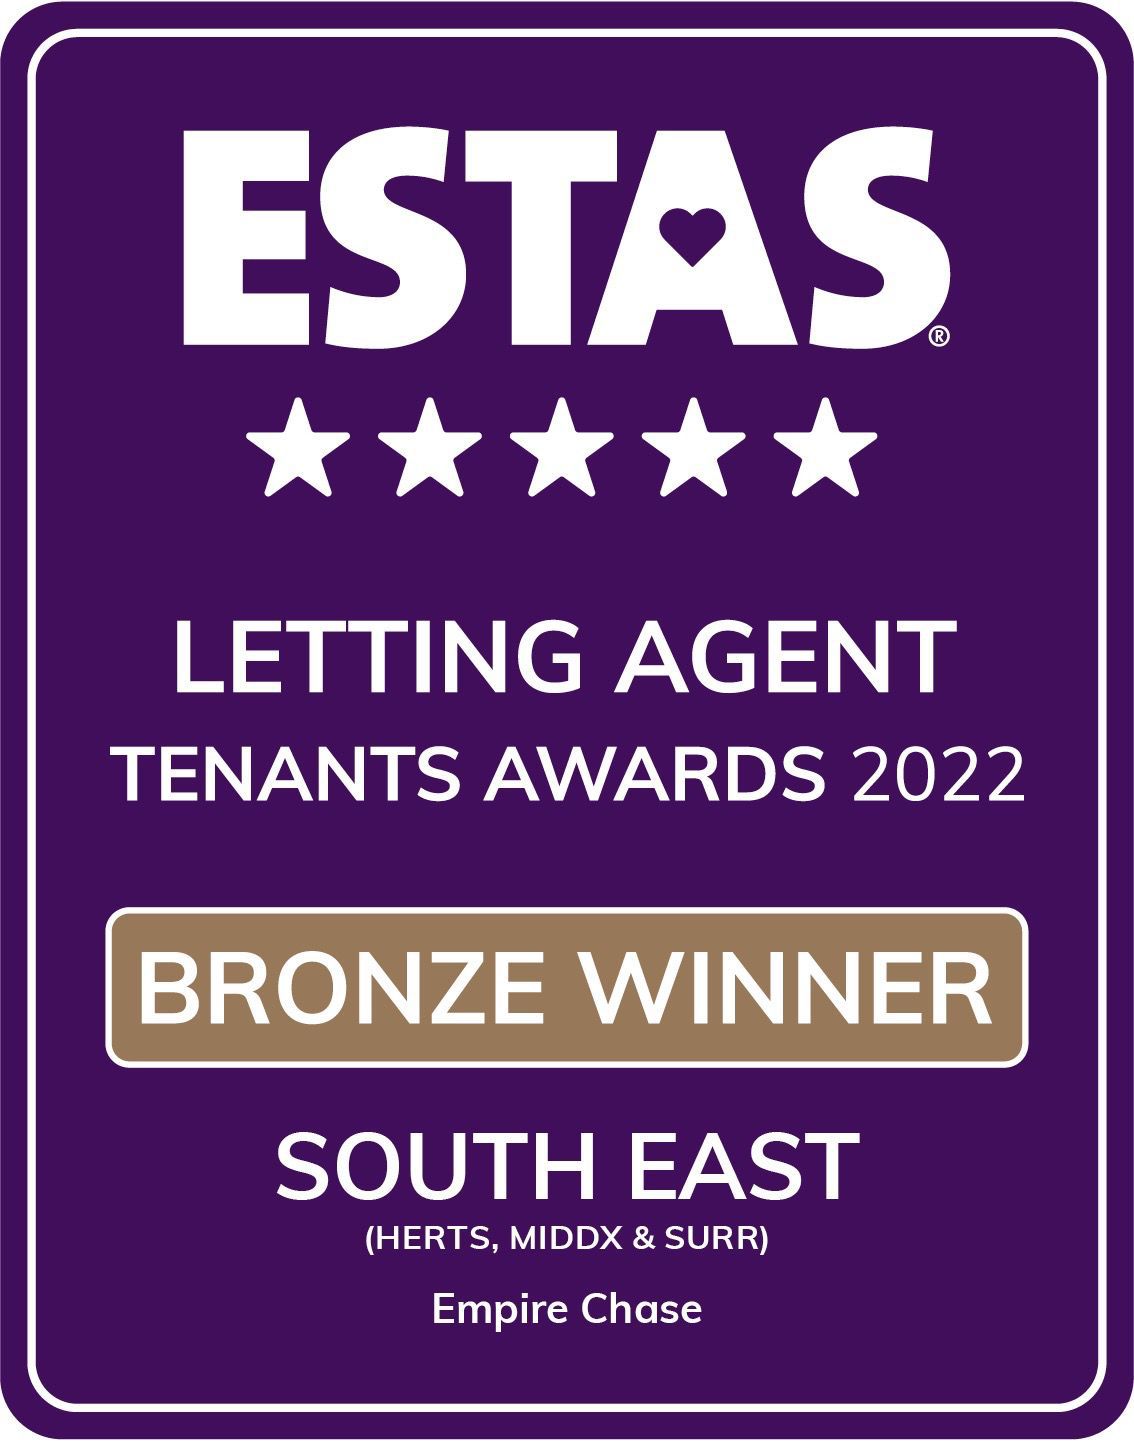 ESTAS®
LETTING AGENT
TENANTS AWARDS 2022
BRONZE WINNER
SOUTH EAST
(HERTS, MIDDX & SURR)
Empire Chase